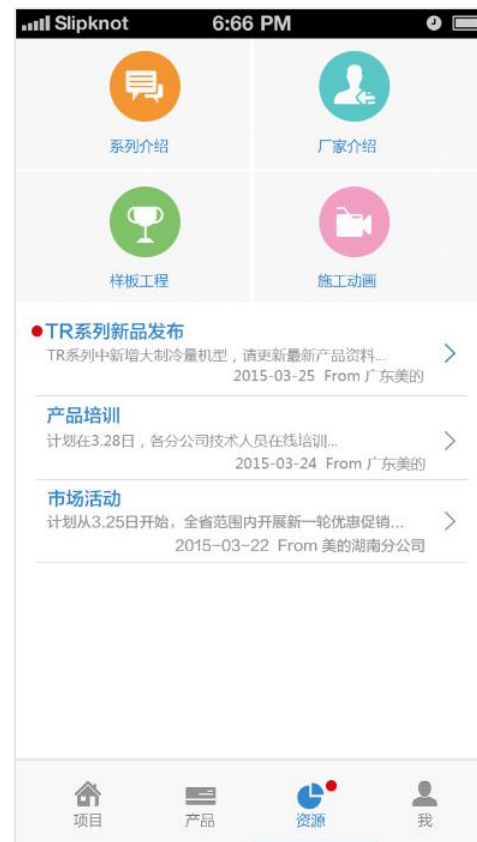 Slipknot 6:66 PM
系列介绍 厂家介绍
样板工程 施工动画
TR系列新品发布
TR系列中新增大制冷量机型，请更新最新产品资料...
2015-03-25 From 广东美的
产品培训
计划在3.28日，各分公司技术人员在线培训...
2015-03-24 From 广东美的
市场活动
计划从3.25日开始，全省范围内开展新一轮优惠促销...
2015-03-22 From 美的湖南分公司
项目 产品 资源 我